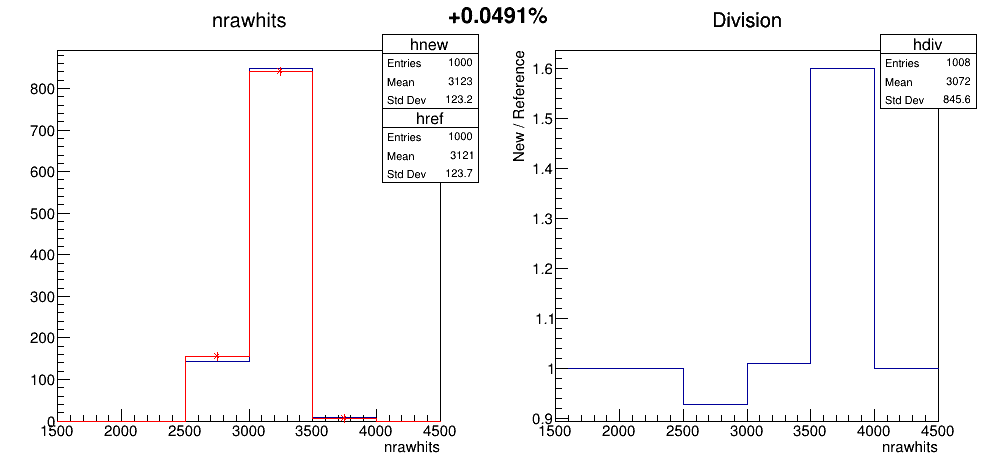 +0.0491%
nrawhits
hnew
Entries 1000
Mean 3123
Std Dev 123.2
href
Entries 1000
Mean 3121
Std Dev 123.7
800
700
600
500
400
300
200
100
0
1500 2000 2500 3000 3500 4000 4500
nrawhits
Division
hdiv
Entries 1008
Mean 3072
Std Dev 845.6
New / Reference
1.6
1.5
1.4
1.3
1.2
1.1
1
0.9
1500 2000 2500 3000 3500 4000 4500
nrawhits